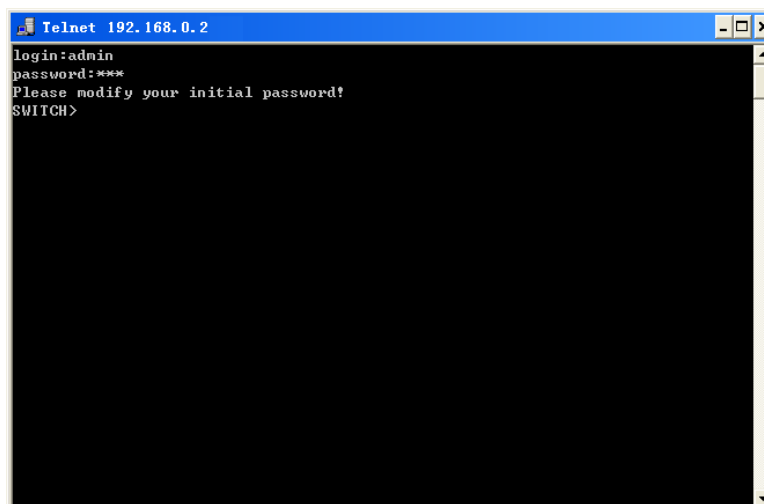 Telnet 192.168.0.2
login:admin
password:***
Please modify your initial password!
SWITCH>